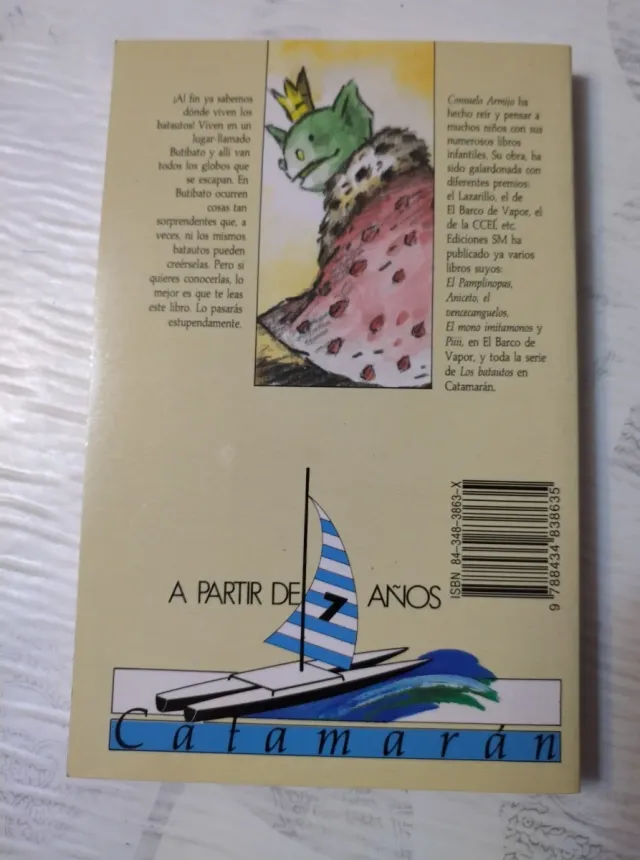 ¡Al fin ya sabemos
dónde viven los
batautos! Viven en un
lugar llamado
Butibato y allí van
todos los globos que
se escapan. En
Butibato ocurren
cosas tan
sorprendentes que, a
veces, ni los mismos
batautos pueden
creérselas. Pero si
quieres conocerlas, lo
mejor es que te leas
este libro. Lo pasarás
estupendamente.
Consuelo Armijo ha
hecho reír y pensar a
muchos niños con sus
numerosos libros
infantiles. Su obra, ha
sido galardonada con
diferentes premios:
el Lazarillo, el de
El Barco de Vapor, el
de la CCEI, etc.
Ediciones SM ha
publicado ya varios
libros suyos:
El Pamplinopas,
Aniceto, el
vencecanguelos,
El mono imitamonos y
Piiii, en El Barco de
Vapor, y toda la serie
de Los batautos en
Catamarán.
ISBN 84-348-3863-X
9 788434 838635
A PARTIR DE 7 AÑOS
Catamarán